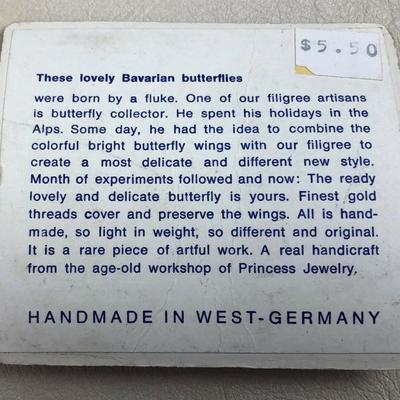 $5.50
These lovely Bavarian butterflies
were born by a fluke. One of our filigree artisans
is butterfly collector. He spent his holidays in the
Alps. Some day, he had the idea to combine the
colorful bright butterfly wings with our filigree to
create a most delicate and different new style.
Month of experiments followed and now: The ready
lovely and delicate butterfly is yours. Finest gold
threads cover and preserve the wings. All is hand-
made, so light in weight, so different and original.
It is a rare piece of artful work. A real handicraft
from the age-old workshop of Princess Jewelry.
HANDMADE IN WEST-GERMANY